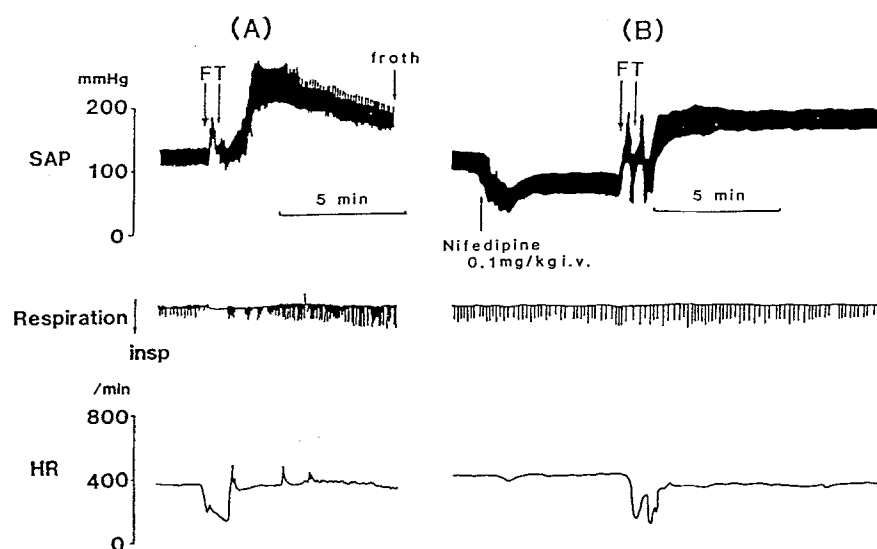 (A)
(B)
froth
mmHg
FT
FT
200
SAP
100
5 min
5 min
0
Nifedipine
0.1mg/kgi.v.
Respiration
insp
/min
800
HR
400
0